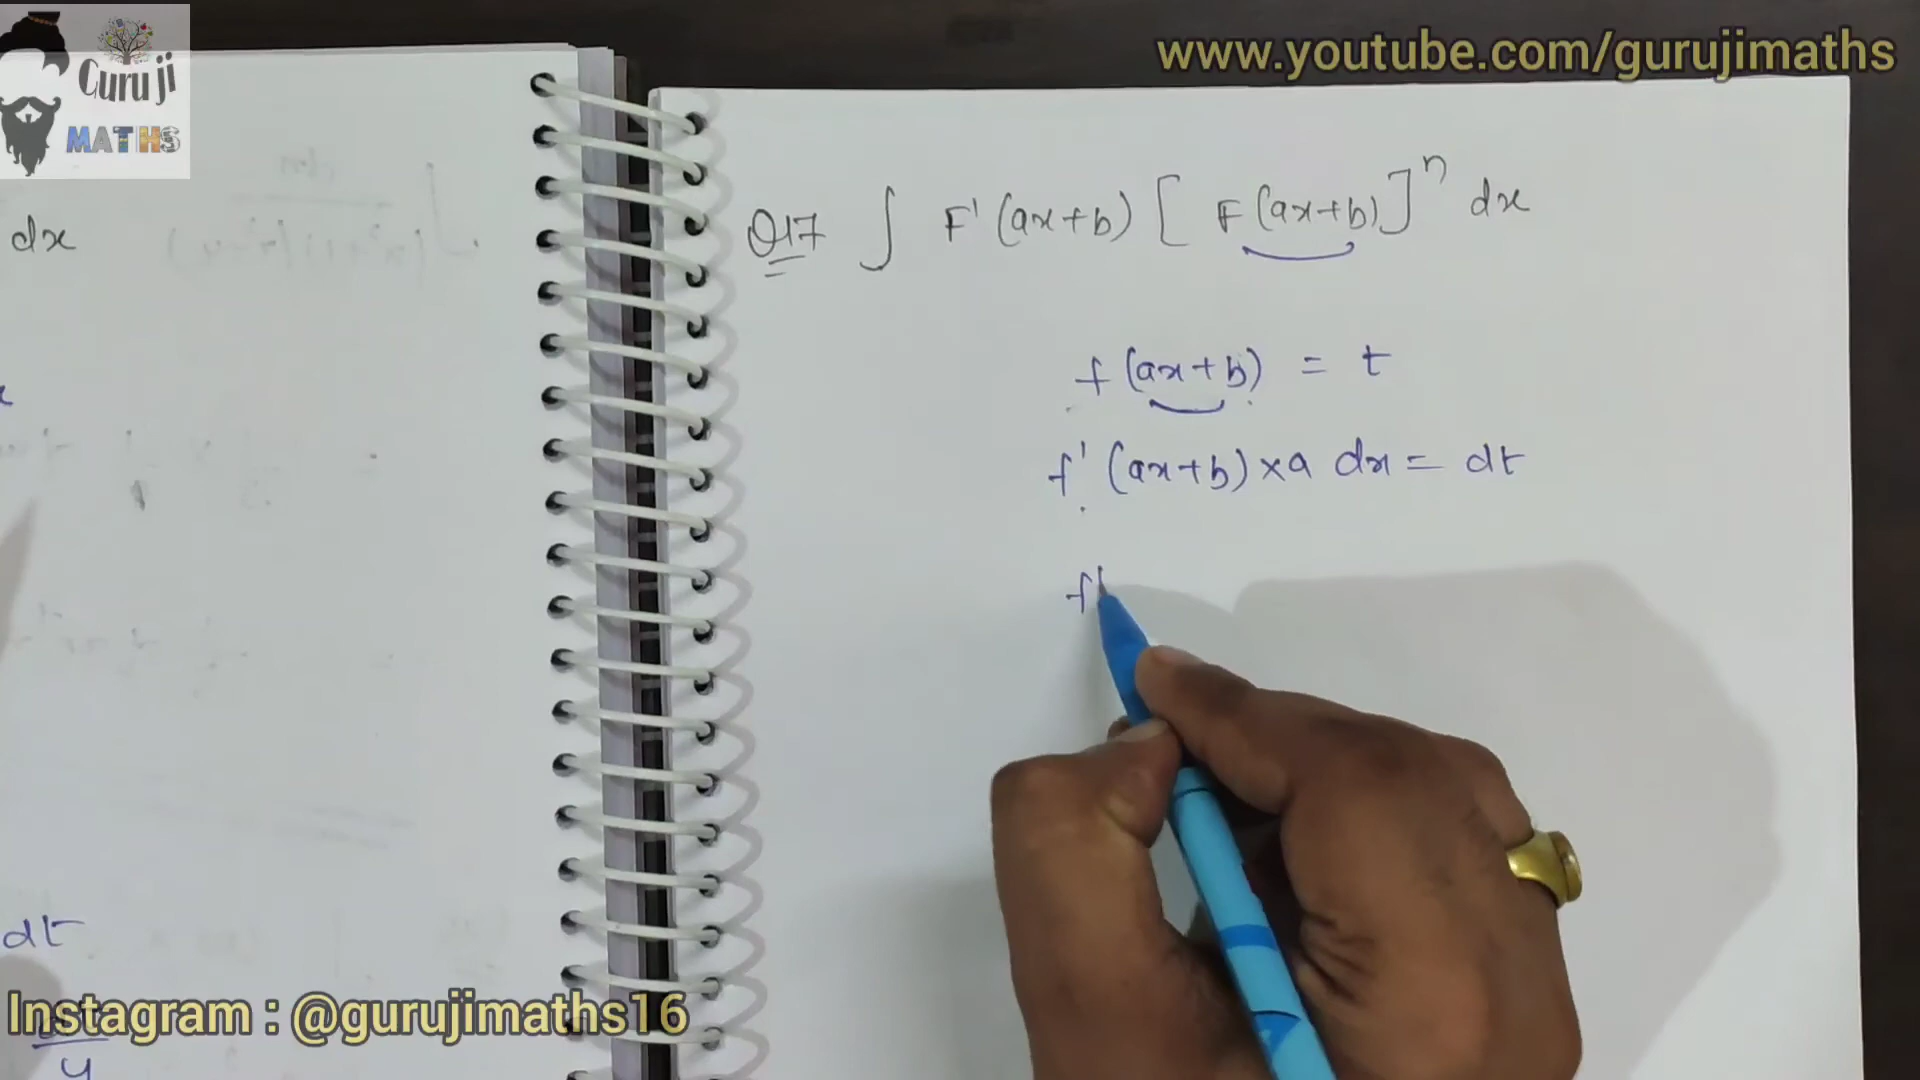 Guru ji
MATHS
www.youtube.com/gurujimaths
dx
Q17 ∫ F'(ax+b) [F(ax+b)]^n dx
f(ax+b) = t
f'(ax+b)×a dx = dt
f'
dt
4
Instagram : @gurujimaths16